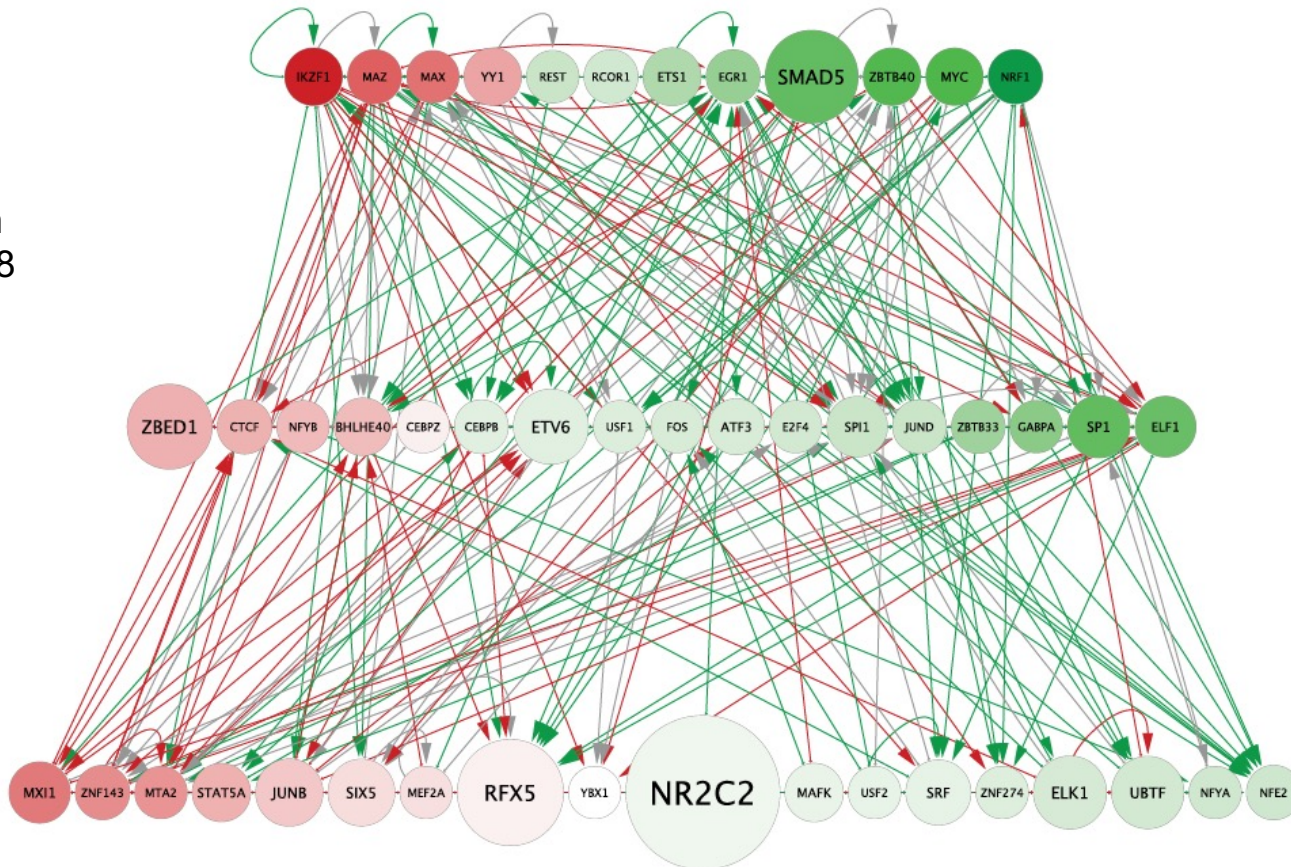 IKZF1 MAZ MAX YY1 REST RCOR1 ETS1 EGR1 SMAD5 ZBTB40 MYC NRF1
8
ZBED1 CTCF NFYB BHLHE40 CEBPZ CEBPB ETV6 USF1 FOS ATF3 E2F4 SPI1 JUND ZBTB33 GABPA SP1 ELF1
MXI1 ZNF143 MTA2 STAT5A JUNB SIX5 MEF2A RFX5 YBX1 NR2C2 MAFK USF2 SRF ZNF274 ELK1 UBTF NFYA NFE2